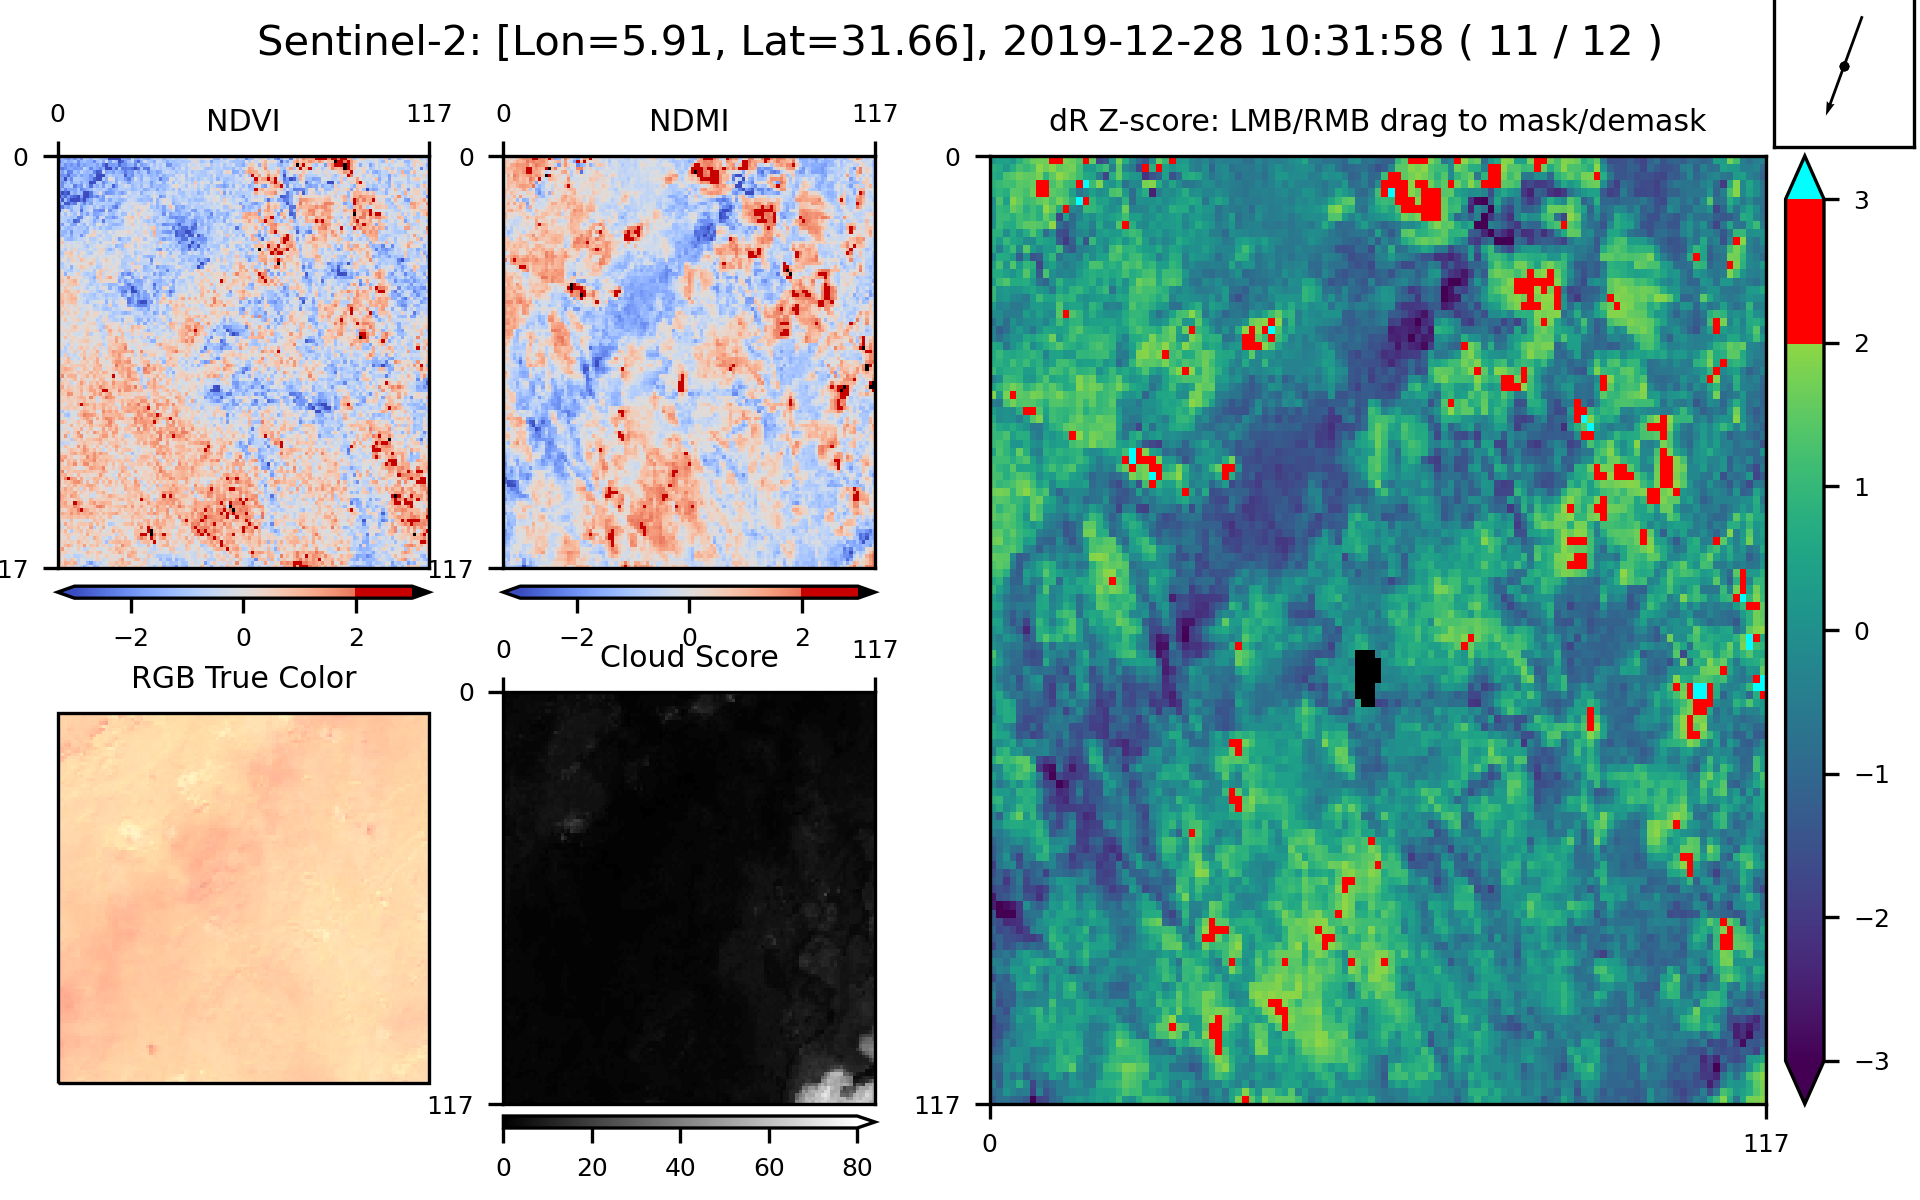 Sentinel-2: [Lon=5.91, Lat=31.66], 2019-12-28 10:31:58 ( 11 / 12 )
0 NDVI 117
0
17
−2 0 2
0 NDMI 117
0
117
−2 0 2
dR Z-score: LMB/RMB drag to mask/demask
0
117
0 117
3
2
1
0
−1
−2
−3
RGB True Color
0 Cloud Score 117
0
117
0 20 40 60 80